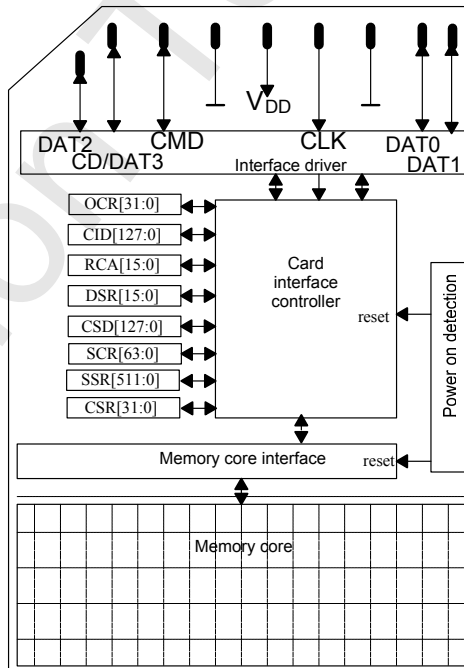 V_DD
DAT2 CMD CLK DAT0
CD/DAT3 DAT1
Interface driver
OCR[31:0]
CID[127:0]
RCA[15:0]
DSR[15:0]
CSD[127:0]
SCR[63:0]
SSR[511:0]
CSR[31:0]
Card
interface
controller
reset
Power on detection
Memory core interface
reset
Memory core